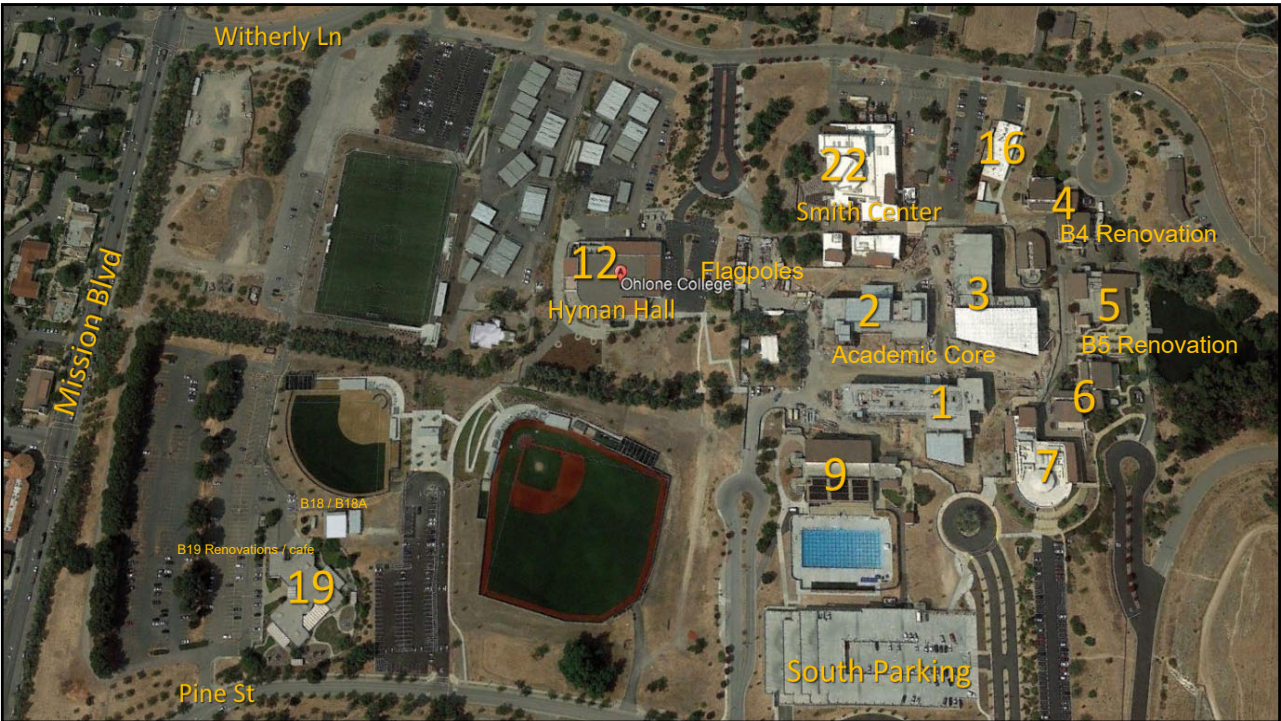 Witherly Ln
22
16
Smith Center
4
B4 Renovation
12
Flagpoles
Ohlone College
Hyman Hall
2
3
5
Academic Core
B5 Renovation
Mission Blvd
1
6
7
9
B18 / B18A
B19 Renovations / cafe
19
South Parking
Pine St